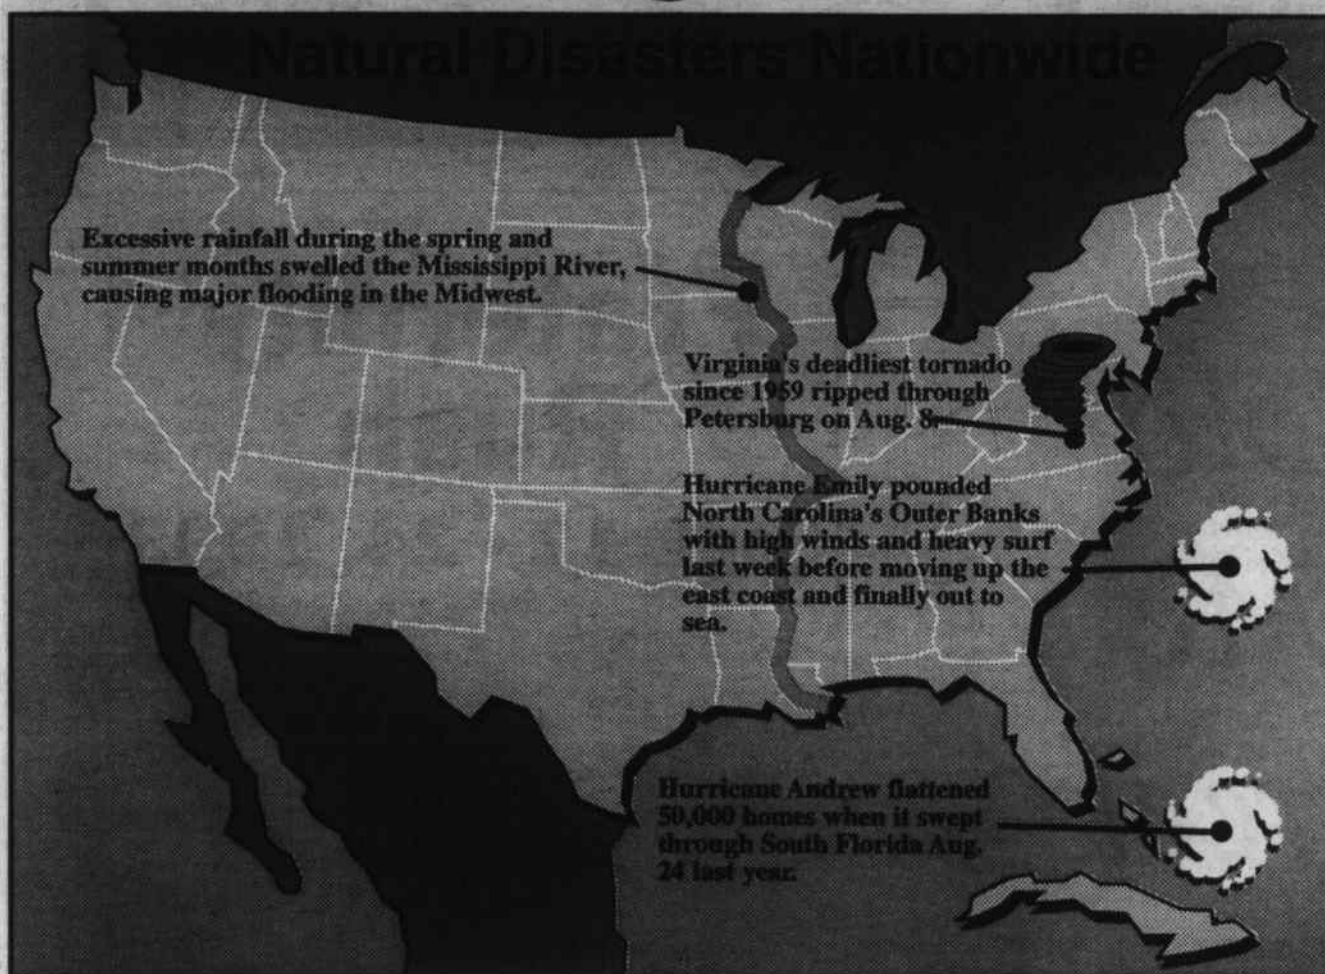 Natural Disasters Nationwide
Excessive rainfall during the spring and
summer months swelled the Mississippi River,
causing major flooding in the Midwest.
Virginia's deadliest tornado
since 1959 ripped through
Petersburg on Aug. 8.
Hurricane Emily pounded
North Carolina's Outer Banks
with high winds and heavy surf
last week before moving up the
east coast and finally out to
sea.
Hurricane Andrew flattened
50,000 homes when it swept
through South Florida Aug.
24 last year.